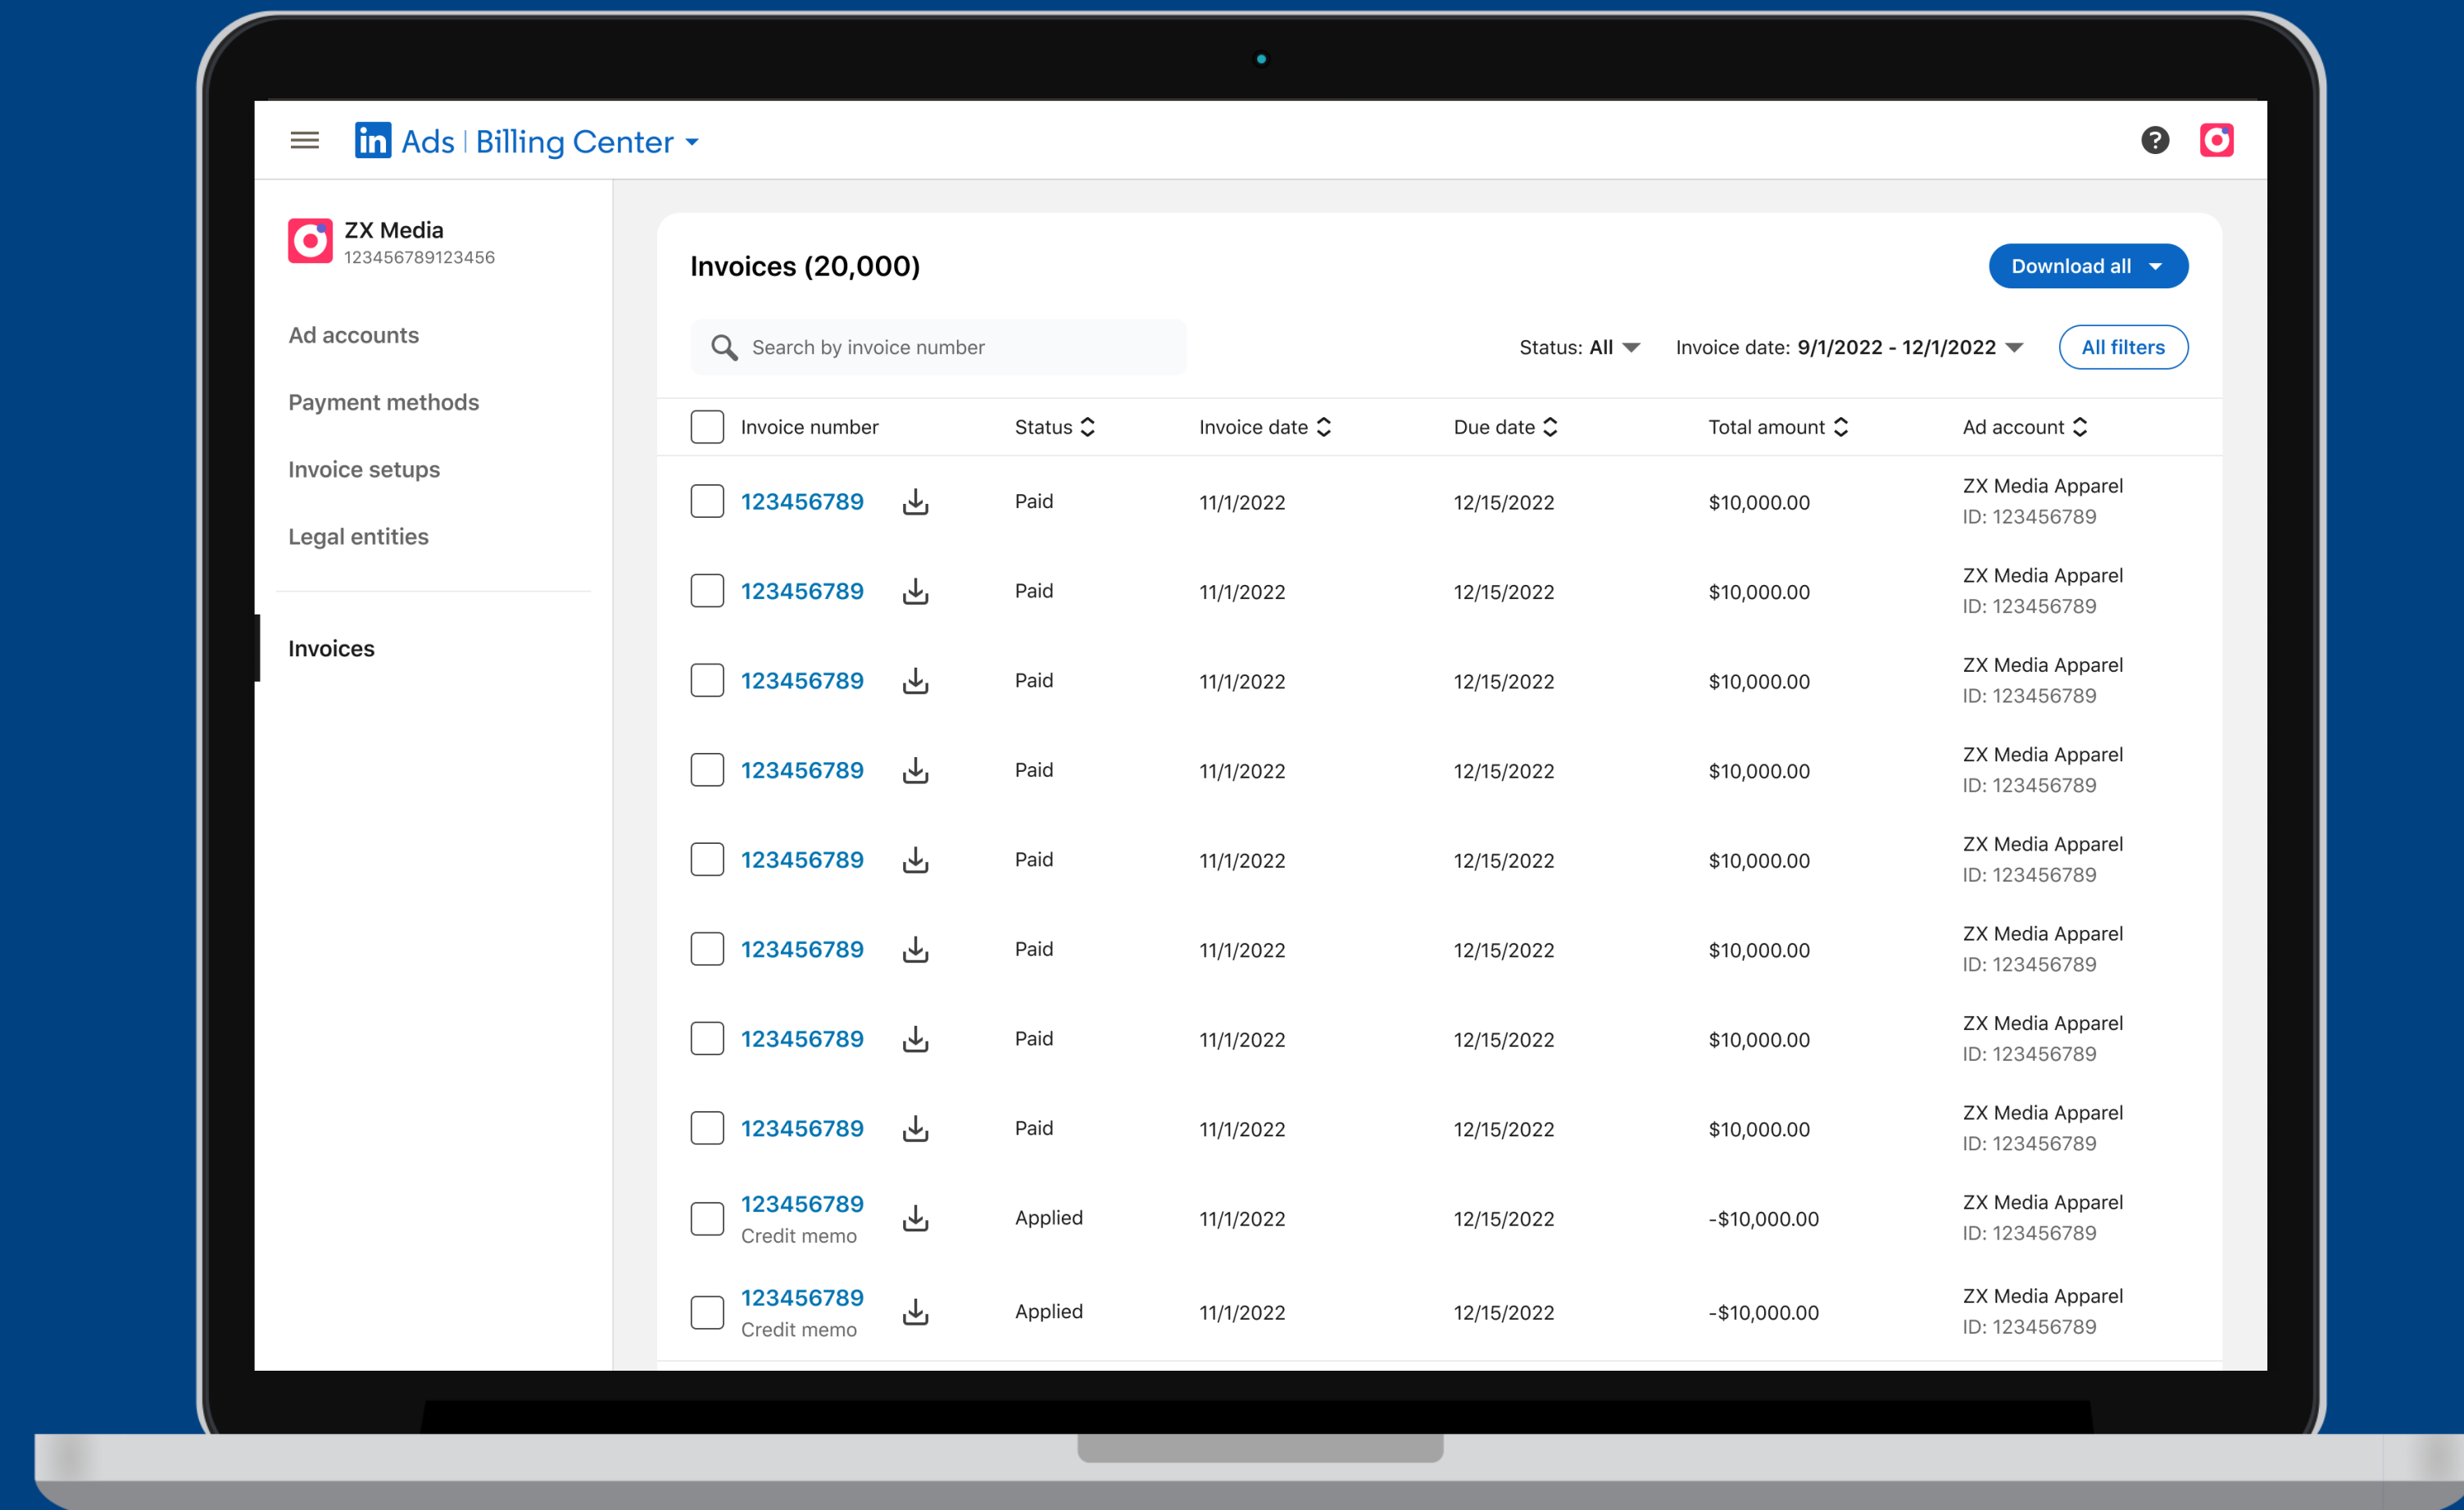 in Ads | Billing Center
ZX Media
123456789123456
Ad accounts
Payment methods
Invoice setups
Legal entities
Invoices
Invoices (20,000)
Download all
Search by invoice number
Status: All Invoice date: 9/1/2022 - 12/1/2022 All filters
Invoice number Status Invoice date Due date Total amount Ad account
123456789 Paid 11/1/2022 12/15/2022 $10,000.00 ZX Media Apparel
ID: 123456789
123456789 Paid 11/1/2022 12/15/2022 $10,000.00 ZX Media Apparel
ID: 123456789
123456789 Paid 11/1/2022 12/15/2022 $10,000.00 ZX Media Apparel
ID: 123456789
123456789 Paid 11/1/2022 12/15/2022 $10,000.00 ZX Media Apparel
ID: 123456789
123456789 Paid 11/1/2022 12/15/2022 $10,000.00 ZX Media Apparel
ID: 123456789
123456789 Paid 11/1/2022 12/15/2022 $10,000.00 ZX Media Apparel
ID: 123456789
123456789 Paid 11/1/2022 12/15/2022 $10,000.00 ZX Media Apparel
ID: 123456789
123456789 Paid 11/1/2022 12/15/2022 $10,000.00 ZX Media Apparel
ID: 123456789
123456789 Applied 11/1/2022 12/15/2022 -$10,000.00 ZX Media Apparel
Credit memo ID: 123456789
123456789 Applied 11/1/2022 12/15/2022 -$10,000.00 ZX Media Apparel
Credit memo ID: 123456789